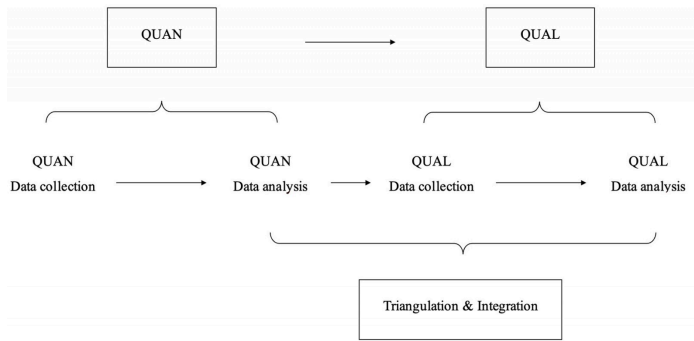 QUAN
QUAL
QUAN
Data collection
QUAN
Data analysis
QUAL
Data collection
QUAL
Data analysis
Triangulation & Integration